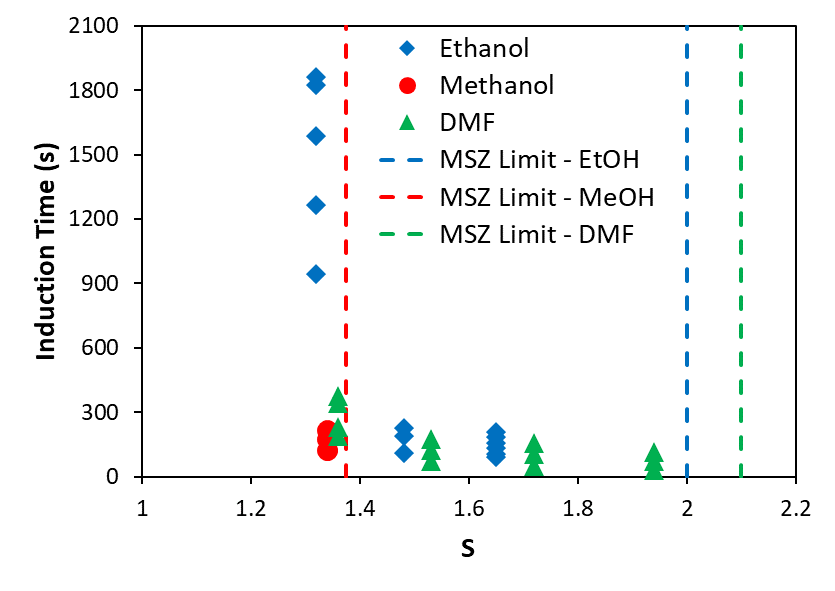 2100
1800
1500
1200
900
600
300
0
Induction Time (s)
Ethanol
Methanol
DMF
MSZ Limit - EtOH
MSZ Limit - MeOH
MSZ Limit - DMF
1 1.2 1.4 1.6 1.8 2 2.2
S